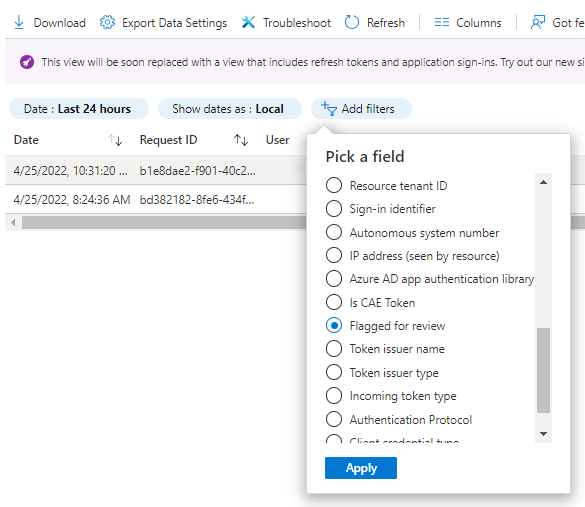 Download Export Data Settings Troubleshoot Refresh Columns Got fe
This view will be soon replaced with a view that includes refresh tokens and application sign-ins. Try out our new si
Date : Last 24 hours Show dates as : Local Add filters
Date Request ID User
4/25/2022, 10:31:20 ... b1e8dae2-f901-40c2...
4/25/2022, 8:24:36 AM bd382182-8fe6-434f...
Pick a field
Resource tenant ID
Sign-in identifier
Autonomous system number
IP address (seen by resource)
Azure AD app authentication library
Is CAE Token
Flagged for review
Token issuer name
Token issuer type
Incoming token type
Authentication Protocol
Client credential type
Apply